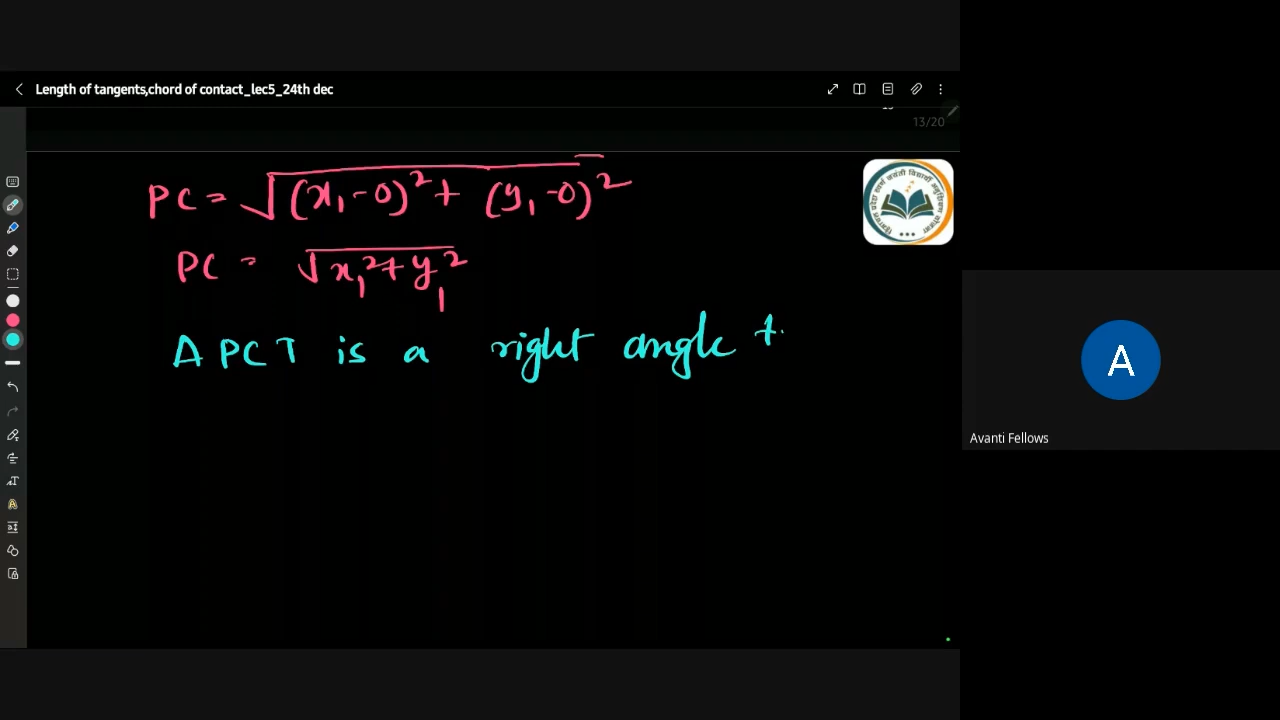 Length of tangents,chord of contact_lec5_24th dec
13/20
PC = √(x₁-0)² + (y₁-0)²
PC = √x₁²+y₁²
Δ PCT is a right angle t
A
Avanti Fellows